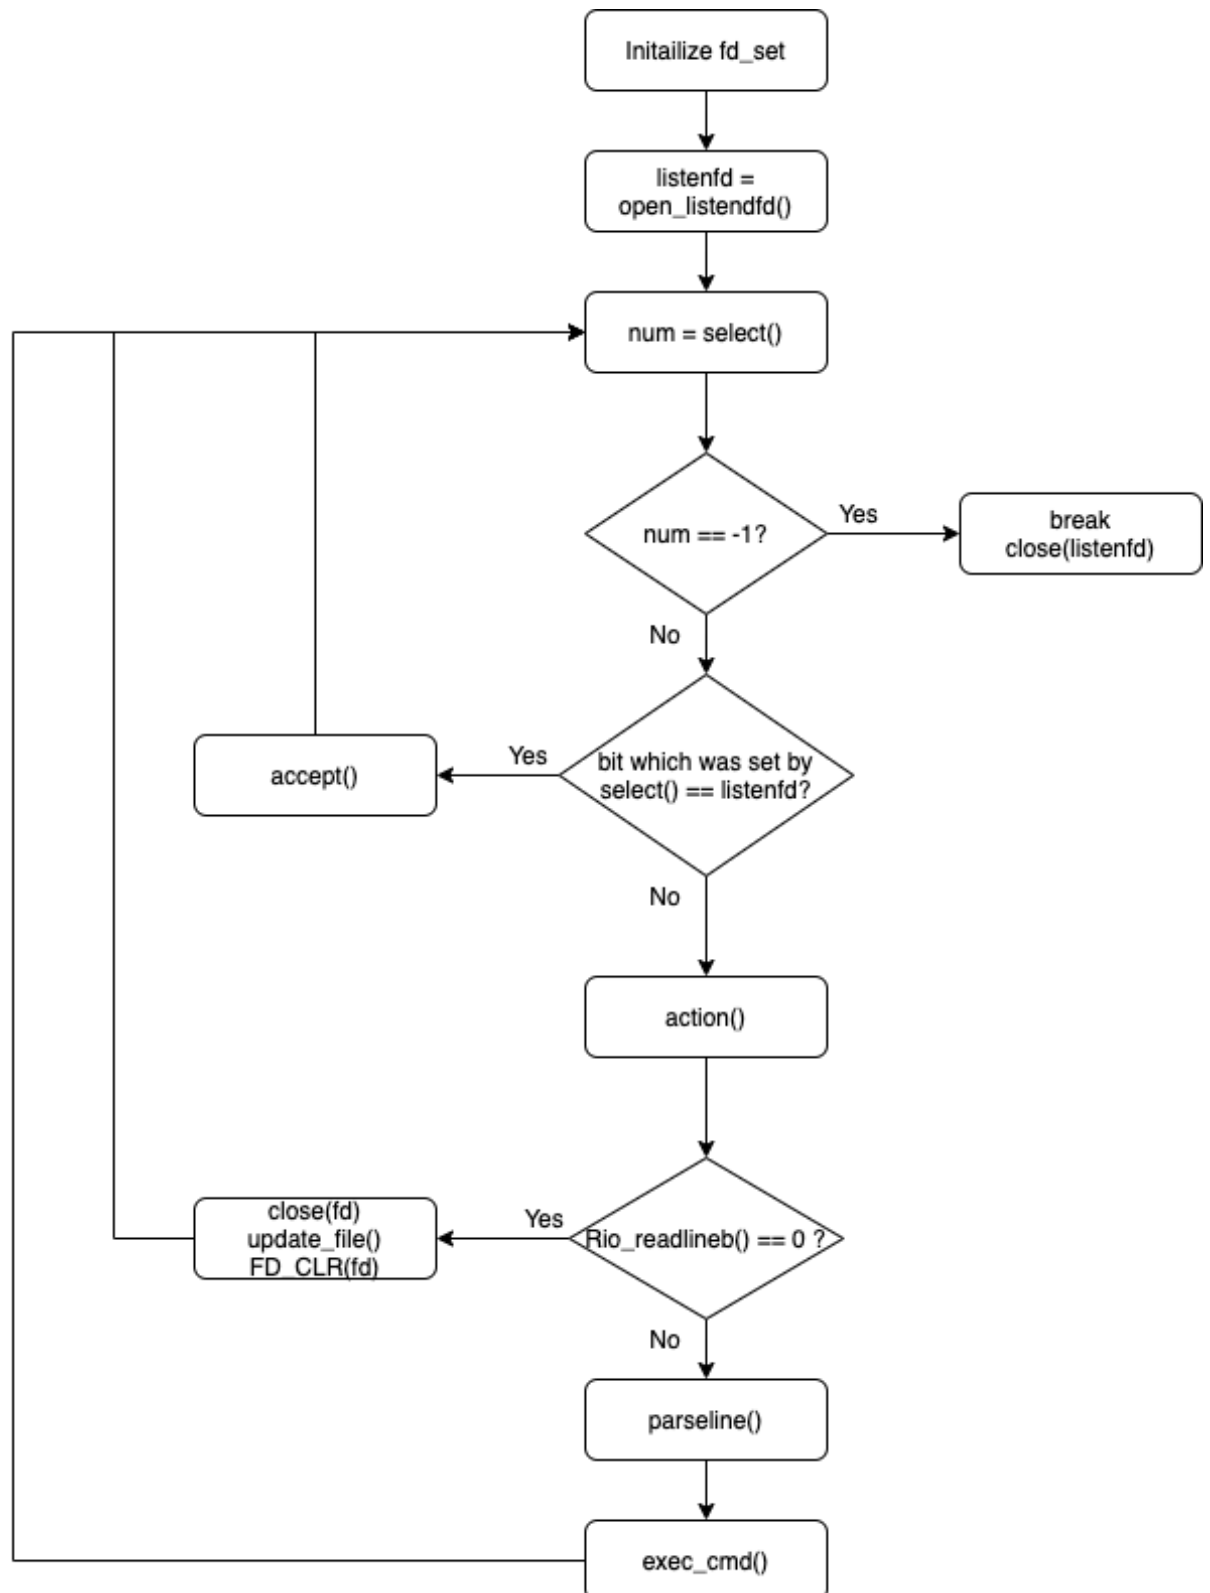 Initailize fd_set
listenfd =
open_listendfd()
num = select()
num == -1?
Yes
break
close(listenfd)
No
bit which was set by
select() == listenfd?
Yes
accept()
No
action()
Rio_readlineb() == 0 ?
Yes
close(fd)
update_file()
FD_CLR(fd)
No
parseline()
exec_cmd()